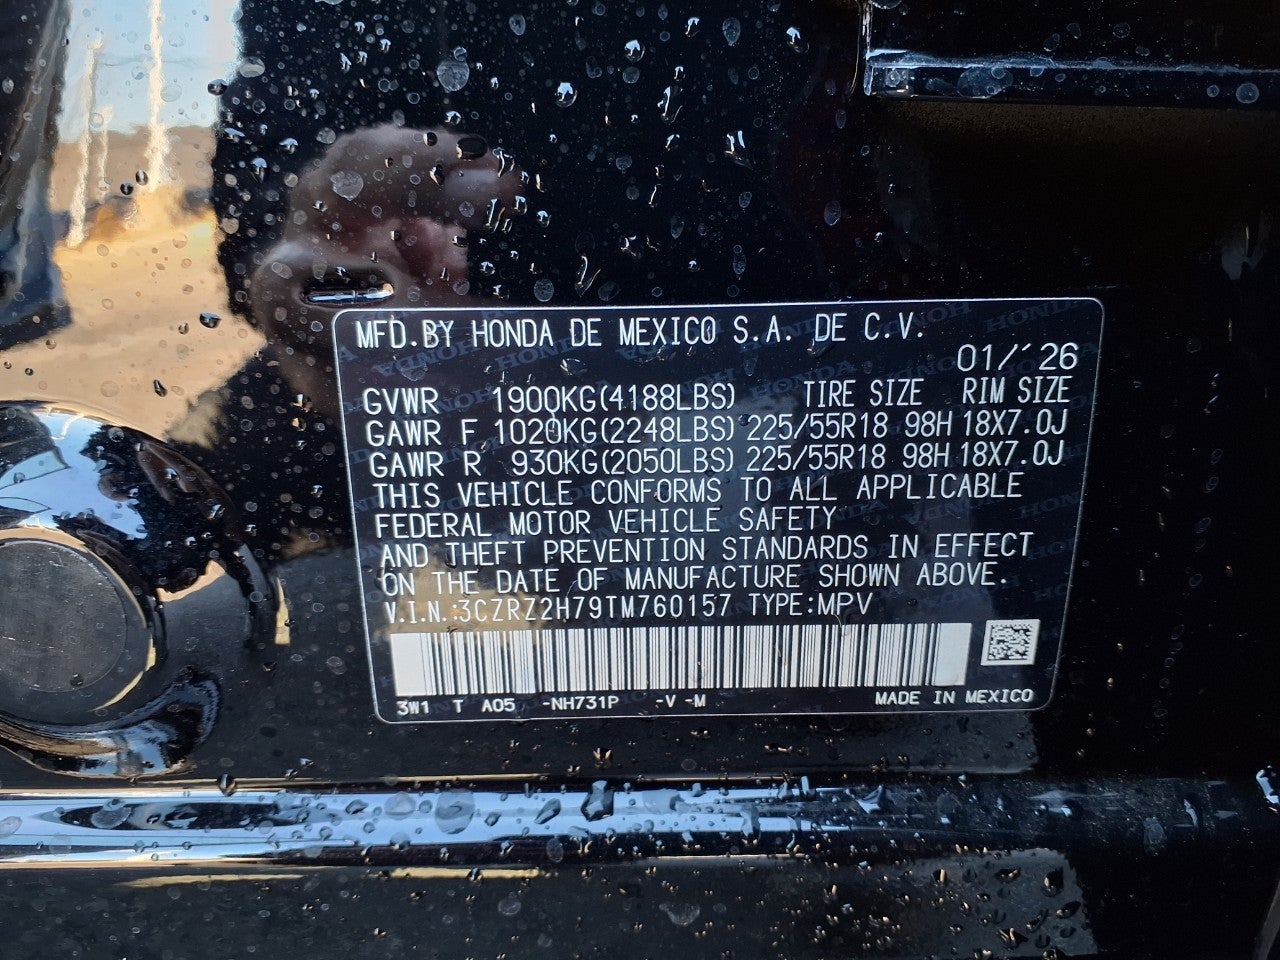 MFD.BY HONDA DE MEXICO S.A. DE C.V.
01/'26
GVWR 1900KG(4188LBS) TIRE SIZE RIM SIZE
GAWR F 1020KG(2248LBS) 225/55R18 98H 18X7.0J
GAWR R 930KG(2050LBS) 225/55R18 98H 18X7.0J
THIS VEHICLE CONFORMS TO ALL APPLICABLE
FEDERAL MOTOR VEHICLE SAFETY
AND THEFT PREVENTION STANDARDS IN EFFECT
ON THE DATE OF MANUFACTURE SHOWN ABOVE.
V.I.N.:3CZRZ2H79TM760157 TYPE:MPV
3W1 T A05 -NH731P -V -M MADE IN MEXICO